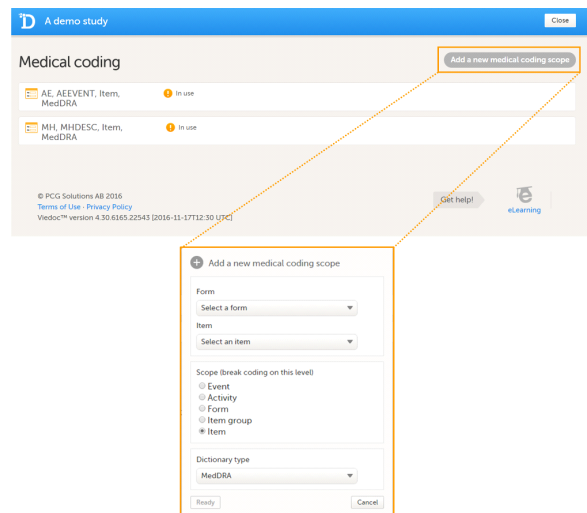 A demo study
Close
Medical coding
Add a new medical coding scope
AE, AEEVENT, Item,
MedDRA
In use
MH, MHDESC, Item,
MedDRA
In use
© PCG Solutions AB 2016
Terms of Use - Privacy Policy
Viedoc™ version 4.30.6165.22543 [2016-11-17T12:30 UTC]
Get help!
eLearning
Add a new medical coding scope
Form
Select a form
Item
Select an item
Scope (break coding on this level)
Event
Activity
Form
Item group
Item
Dictionary type
MedDRA
Ready
Cancel